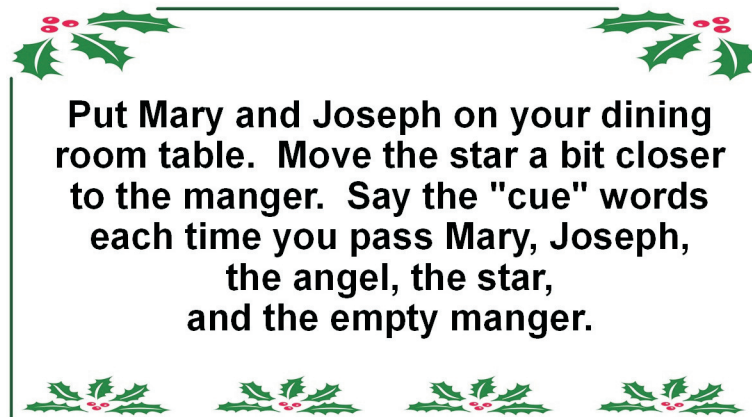 Put Mary and Joseph on your dining
room table.  Move the star a bit closer
to the manger.  Say the "cue" words
each time you pass Mary, Joseph,
the angel, the star,
and the empty manger.